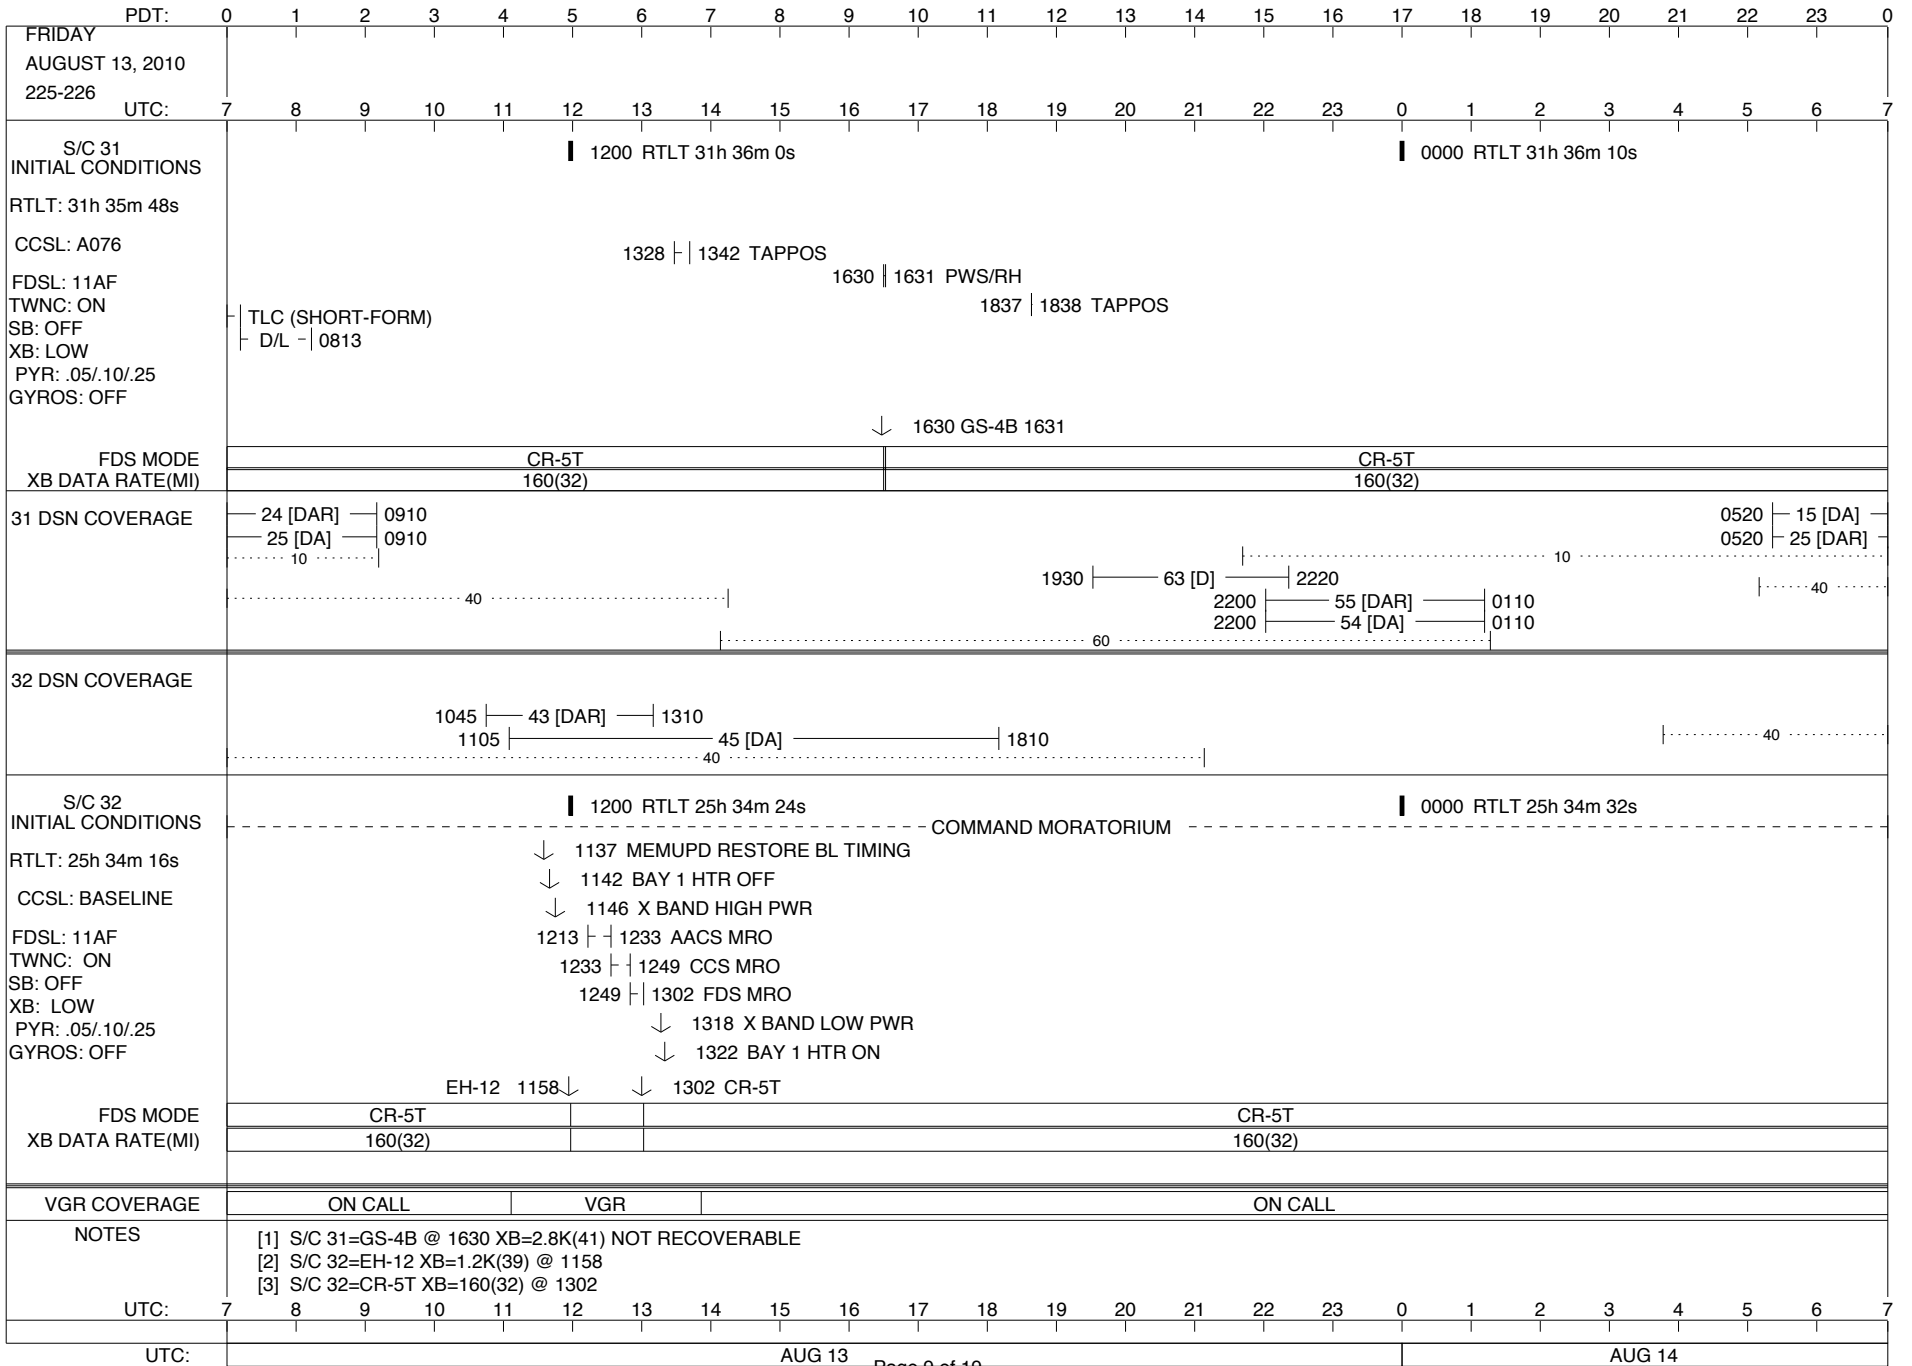 PDT: 0 1 2 3 4 5 6 7 8 9 10 11 12 13 14 15 16 17 18 19 20 21 22 23 0
FRIDAY
AUGUST 13, 2010
225-226
UTC: 7 8 9 10 11 12 13 14 15 16 17 18 19 20 21 22 23 0 1 2 3 4 5 6 7
S/C 31
INITIAL CONDITIONS
1200 RTLT 31h 36m 0s
0000 RTLT 31h 36m 10s
RTLT: 31h 35m 48s
CCSL: A076
1328 1342 TAPPOS
FDSL: 11AF
1630 1631 PWS/RH
TWNC: ON
1837 1838 TAPPOS
TLC (SHORT-FORM)
SB: OFF
D/L 0813
XB: LOW
PYR: .05/.10/.25
GYROS: OFF
1630 GS-4B 1631
FDS MODE CR-5T CR-5T
XB DATA RATE(MI) 160(32) 160(32)
31 DSN COVERAGE
24 [DAR] 0910
0520 15 [DA]
25 [DA] 0910
0520 25 [DAR]
10 10
1930 63 [D] 2220
40
40
2200 55 [DAR] 0110
2200 54 [DA] 0110
60
32 DSN COVERAGE
1045 43 [DAR] 1310
1105 45 [DA] 1810
40
40
S/C 32
INITIAL CONDITIONS
1200 RTLT 25h 34m 24s
0000 RTLT 25h 34m 32s
COMMAND MORATORIUM
RTLT: 25h 34m 16s
1137 MEMUPD RESTORE BL TIMING
1142 BAY 1 HTR OFF
CCSL: BASELINE
1146 X BAND HIGH PWR
FDSL: 11AF
1213 1233 AACS MRO
TWNC: ON
1233 1249 CCS MRO
SB: OFF
1249 1302 FDS MRO
XB: LOW
1318 X BAND LOW PWR
PYR: .05/.10/.25
GYROS: OFF
1322 BAY 1 HTR ON
EH-12 1158 1302 CR-5T
FDS MODE CR-5T CR-5T
XB DATA RATE(MI) 160(32) 160(32)
VGR COVERAGE ON CALL VGR ON CALL
NOTES
[1] S/C 31=GS-4B @ 1630 XB=2.8K(41) NOT RECOVERABLE
[2] S/C 32=EH-12 XB=1.2K(39) @ 1158
[3] S/C 32=CR-5T XB=160(32) @ 1302
UTC: 7 8 9 10 11 12 13 14 15 16 17 18 19 20 21 22 23 0 1 2 3 4 5 6 7
UTC: AUG 13 AUG 14
Page 9 of 19